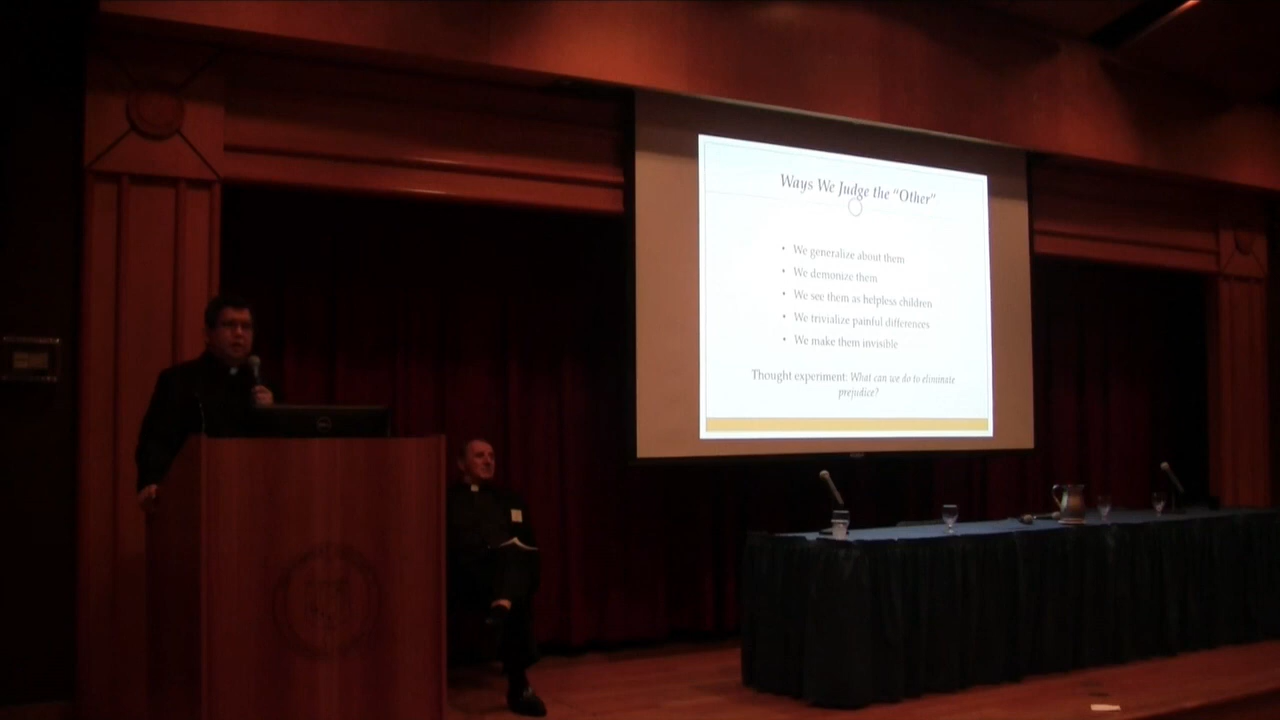 Ways We Judge the “Other”
• We generalize about them
• We demonize them
• We see them as helpless children
• We trivialize painful differences
• We make them invisible
Thought experiment: What can we do to eliminate
prejudice?